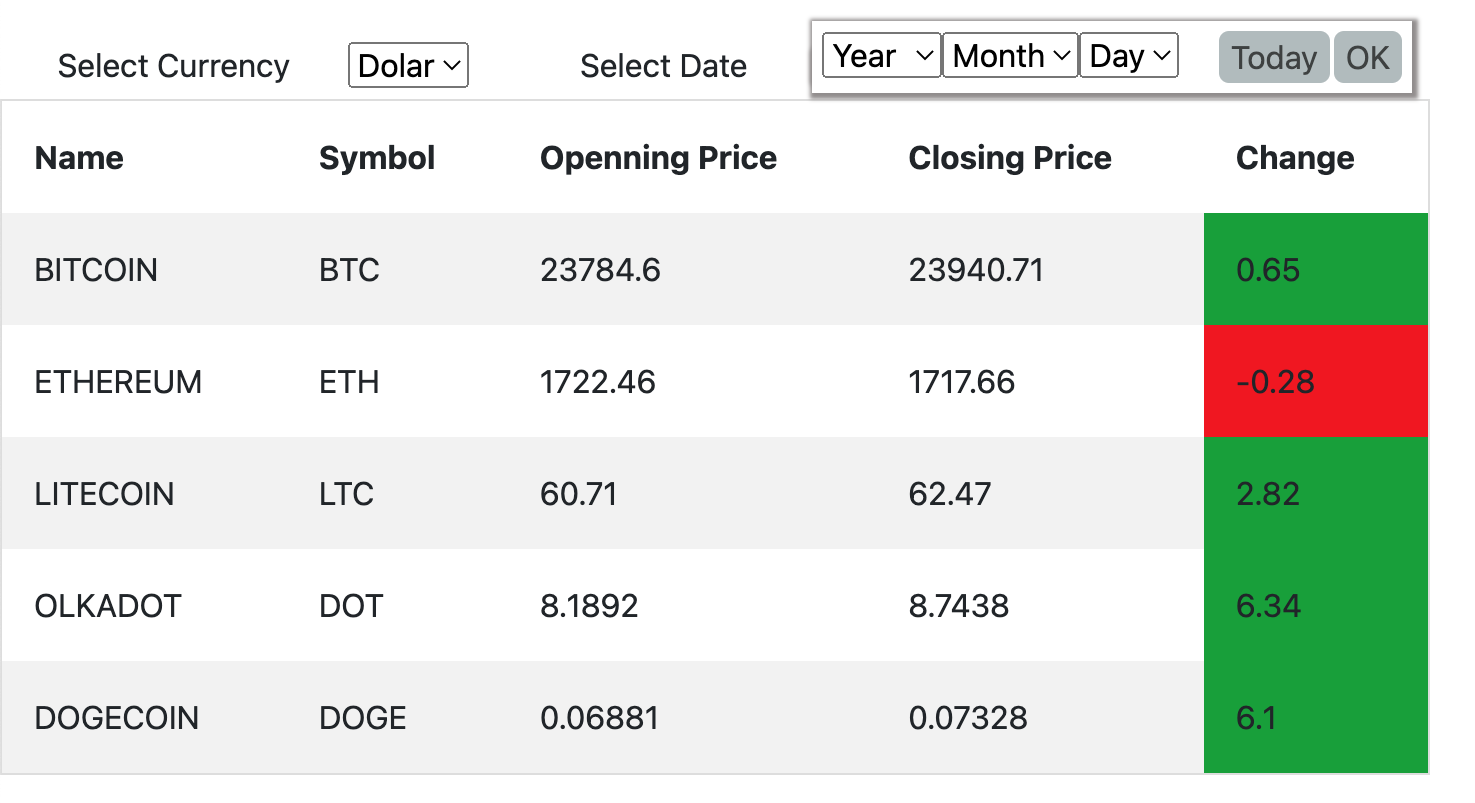 Select Currency Dolar Select Date Year Month Day Today OK
Name Symbol Openning Price Closing Price Change
BITCOIN BTC 23784.6 23940.71 0.65
ETHEREUM ETH 1722.46 1717.66 -0.28
LITECOIN LTC 60.71 62.47 2.82
OLKADOT DOT 8.1892 8.7438 6.34
DOGECOIN DOGE 0.06881 0.07328 6.1